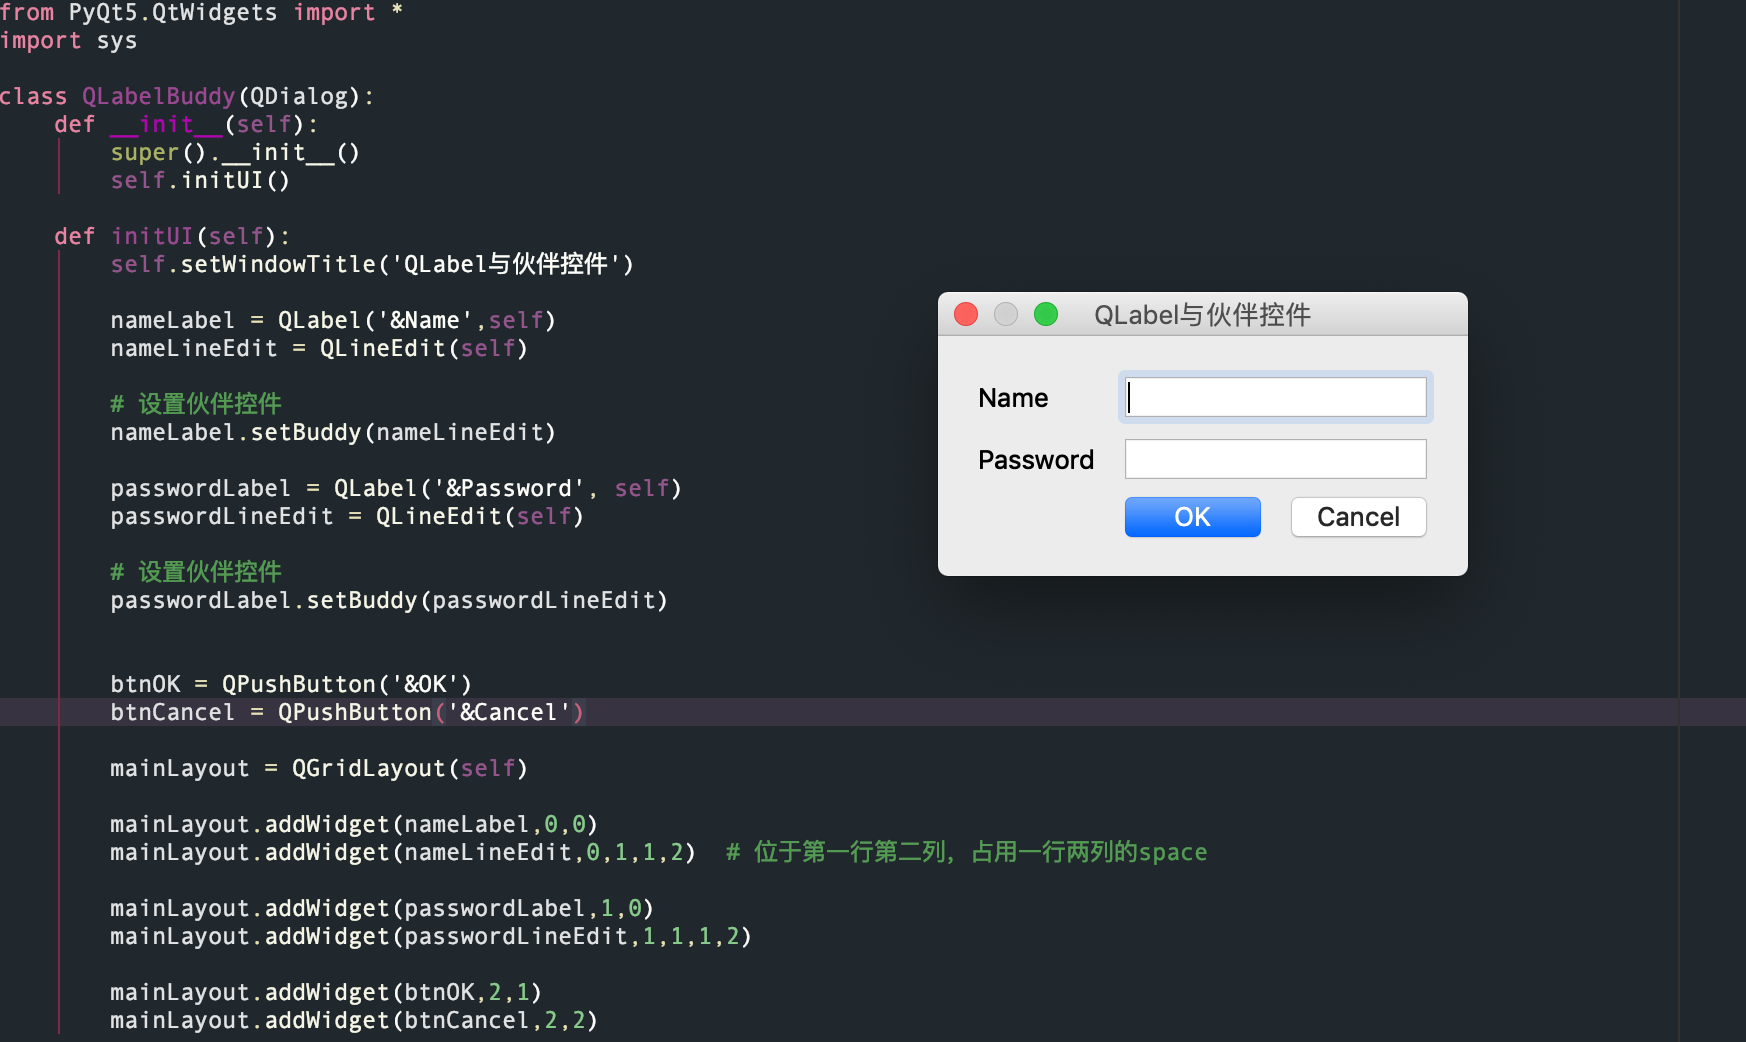 from PyQt5.QtWidgets import *
import sys
class QLabelBuddy(QDialog):
def __init__(self):
super().__init__()
self.initUI()
def initUI(self):
self.setWindowTitle('QLabel与伙伴控件')
nameLabel = QLabel('&Name',self)
nameLineEdit = QLineEdit(self)
# 设置伙伴控件
nameLabel.setBuddy(nameLineEdit)
passwordLabel = QLabel('&Password', self)
passwordLineEdit = QLineEdit(self)
# 设置伙伴控件
passwordLabel.setBuddy(passwordLineEdit)
btnOK = QPushButton('&OK')
btnCancel = QPushButton('&Cancel')
mainLayout = QGridLayout(self)
mainLayout.addWidget(nameLabel,0,0)
mainLayout.addWidget(nameLineEdit,0,1,1,2)  # 位于第一行第二列，占用一行两列的space
mainLayout.addWidget(passwordLabel,1,0)
mainLayout.addWidget(passwordLineEdit,1,1,1,2)
mainLayout.addWidget(btnOK,2,1)
mainLayout.addWidget(btnCancel,2,2)
QLabel与伙伴控件
Name
Password
OK Cancel